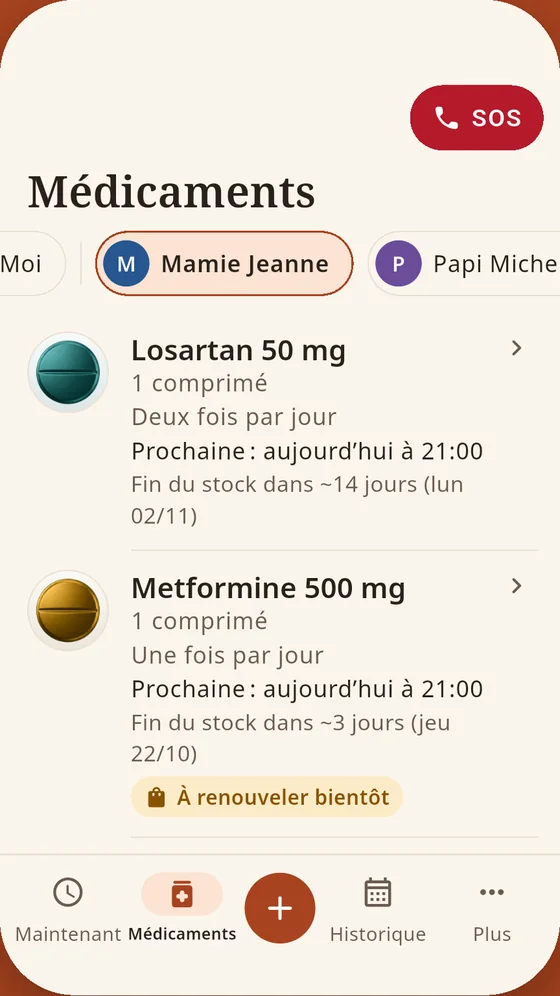 SOS
Médicaments
Moi
M Mamie Jeanne
P Papi Miche
Losartan 50 mg
1 comprimé
Deux fois par jour
Prochaine : aujourd’hui à 21:00
Fin du stock dans ~14 jours (lun
02/11)
Metformine 500 mg
1 comprimé
Une fois par jour
Prochaine : aujourd’hui à 21:00
Fin du stock dans ~3 jours (jeu
22/10)
À renouveler bientôt
Maintenant Médicaments Historique Plus